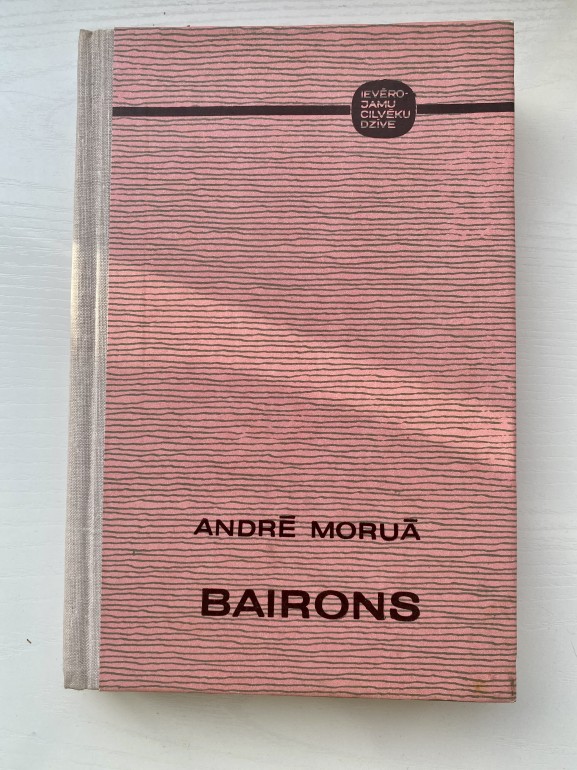 IEVĒRO-
JAMU
CILVĒKU
DZĪVE
ANDRĒ MORUĀ
BAIRONS